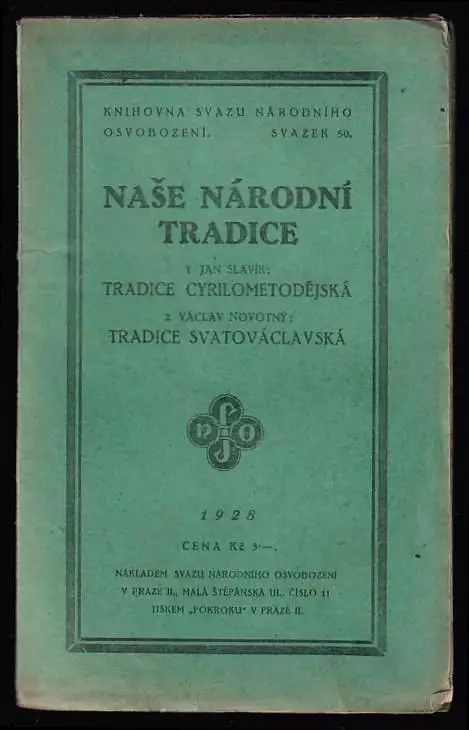 KNIHOVNA SVAZU NÁRODNÍHO
OSVOBOZENÍ. SVAZEK 50.
NAŠE NÁRODNÍ
TRADICE
1. JAN SLAVÍK:
TRADICE CYRILOMETODĚJSKÁ
2. VÁCLAV NOVOTNÝ:
TRADICE SVATOVÁCLAVSKÁ
1928
CENA Kč 3·—.
NÁKLADEM SVAZU NÁRODNÍHO OSVOBOZENÍ
V PRAZE II., MALÁ ŠTĚPÁNSKÁ UL. ČÍSLO 11
TISKEM „POKROKU“ V PRAZE II.